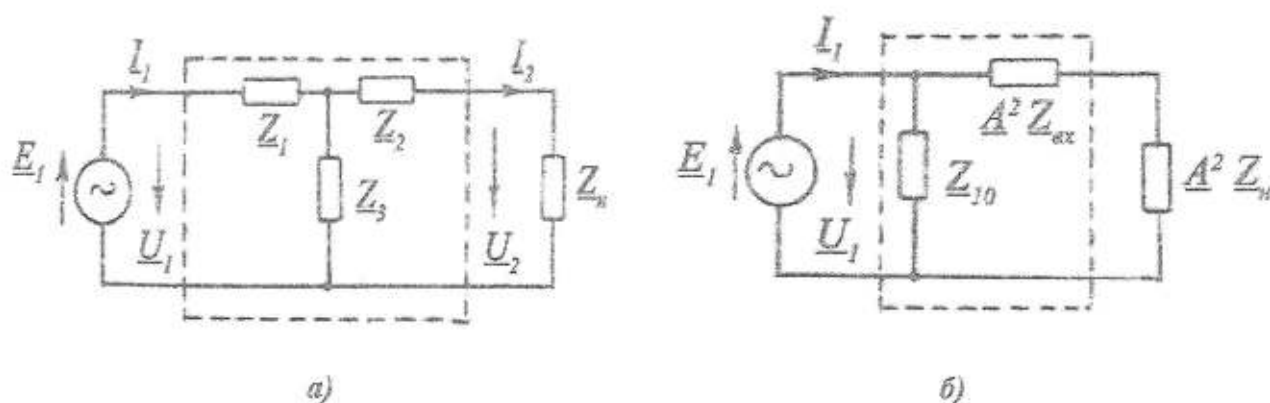 I₁ I₂
Z₁ Z₂
E₁ U₁ Z₃ U₂ Zн
а)
I₁
A² Zвх
E₁ U₁ Z₁₀ A² Zн
б)